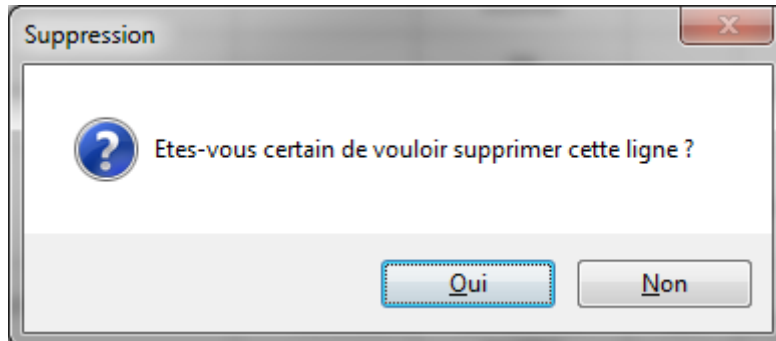 Suppression
Etes-vous certain de vouloir supprimer cette ligne ?
Oui
Non